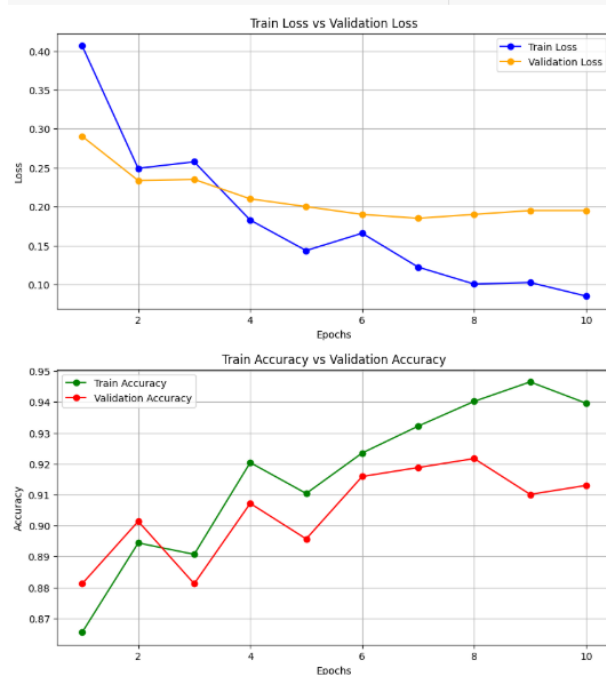 Train Loss vs Validation Loss
Train Loss
Validation Loss
0.40
0.35
0.30
0.25
0.20
0.15
0.10
Loss
2
4
6
8
10
Epochs
Train Accuracy vs Validation Accuracy
Train Accuracy
Validation Accuracy
0.95
0.94
0.93
0.92
0.91
0.90
0.89
0.88
0.87
Accuracy
2
4
6
8
10
Epochs